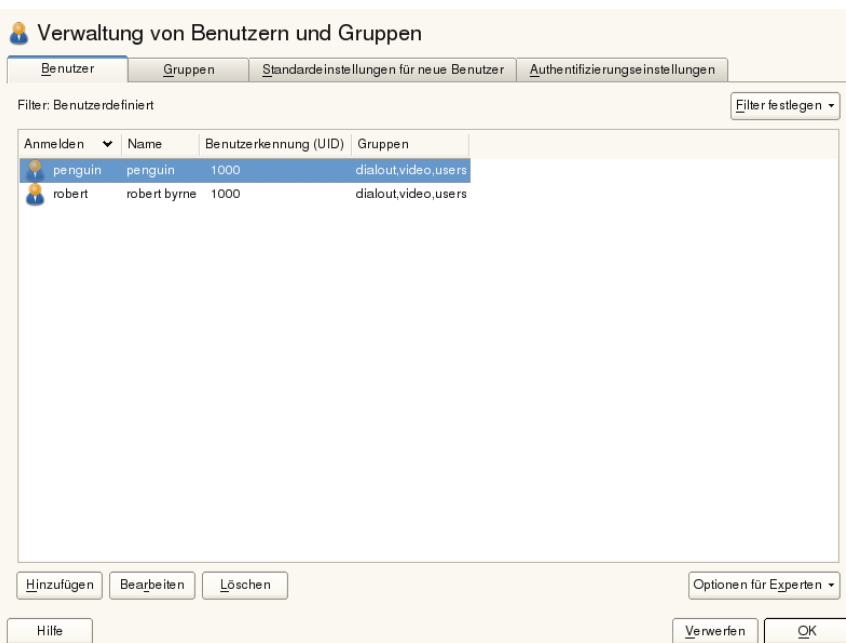 Verwaltung von Benutzern und Gruppen
Benutzer Gruppen Standardeinstellungen für neue Benutzer Authentifizierungseinstellungen
Filter: Benutzerdefiniert Filter festlegen
Anmelden Name Benutzerkennung (UID) Gruppen
penguin penguin 1000 dialout,video,users
robert robert byrne 1000 dialout,video,users
Hinzufügen Bearbeiten Löschen Optionen für Experten
Hilfe Verwerfen OK